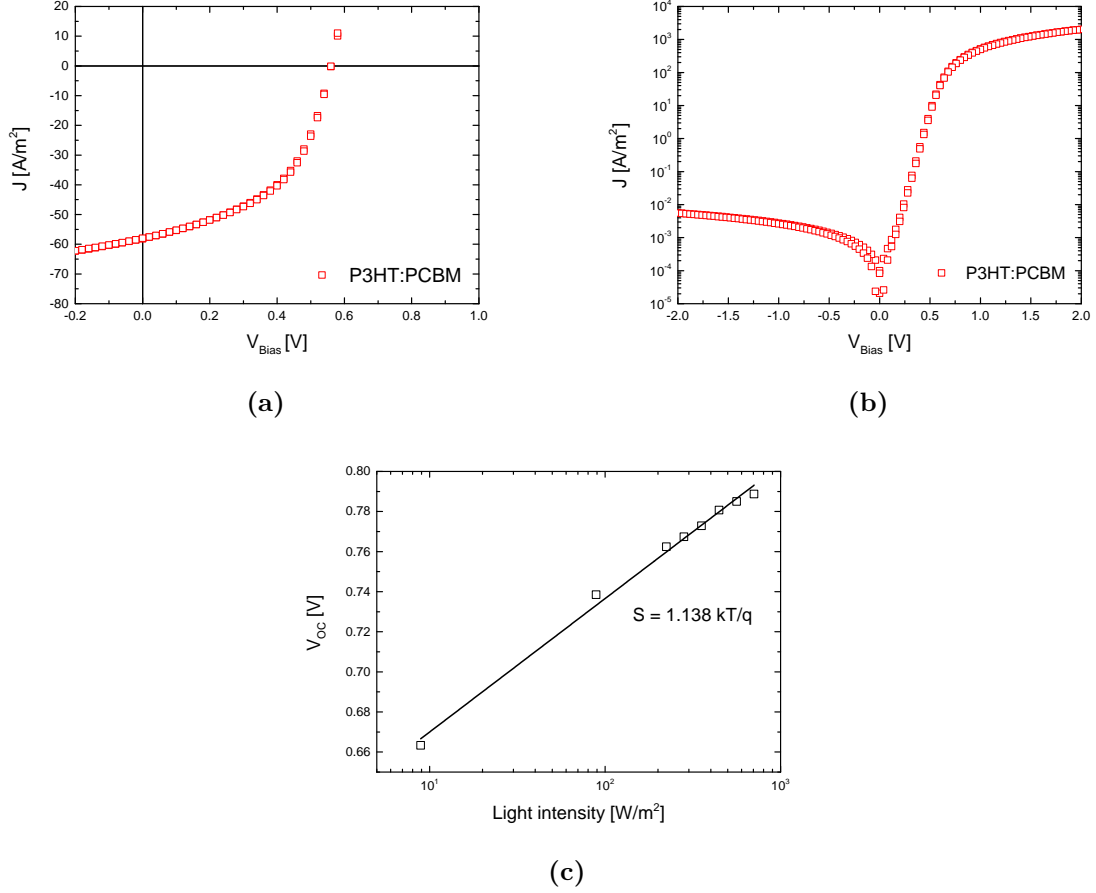 20
10
0
-10
-20
-30
-40
-50
-60
-70
-80
J [A/m²]
P3HT:PCBM
-0.2 0.0 0.2 0.4 0.6 0.8 1.0
V_Bias [V]
(a)
10⁴
10³
10²
10¹
10⁰
10⁻¹
10⁻²
10⁻³
10⁻⁴
10⁻⁵
J [A/m²]
P3HT:PCBM
-2.0 -1.5 -1.0 -0.5 0.0 0.5 1.0 1.5 2.0
V_Bias [V]
(b)
0.80
0.78
0.76
0.74
0.72
0.70
0.68
0.66
V_OC [V]
S = 1.138 kT/q
10¹ 10² 10³
Light intensity [W/m²]
(c)